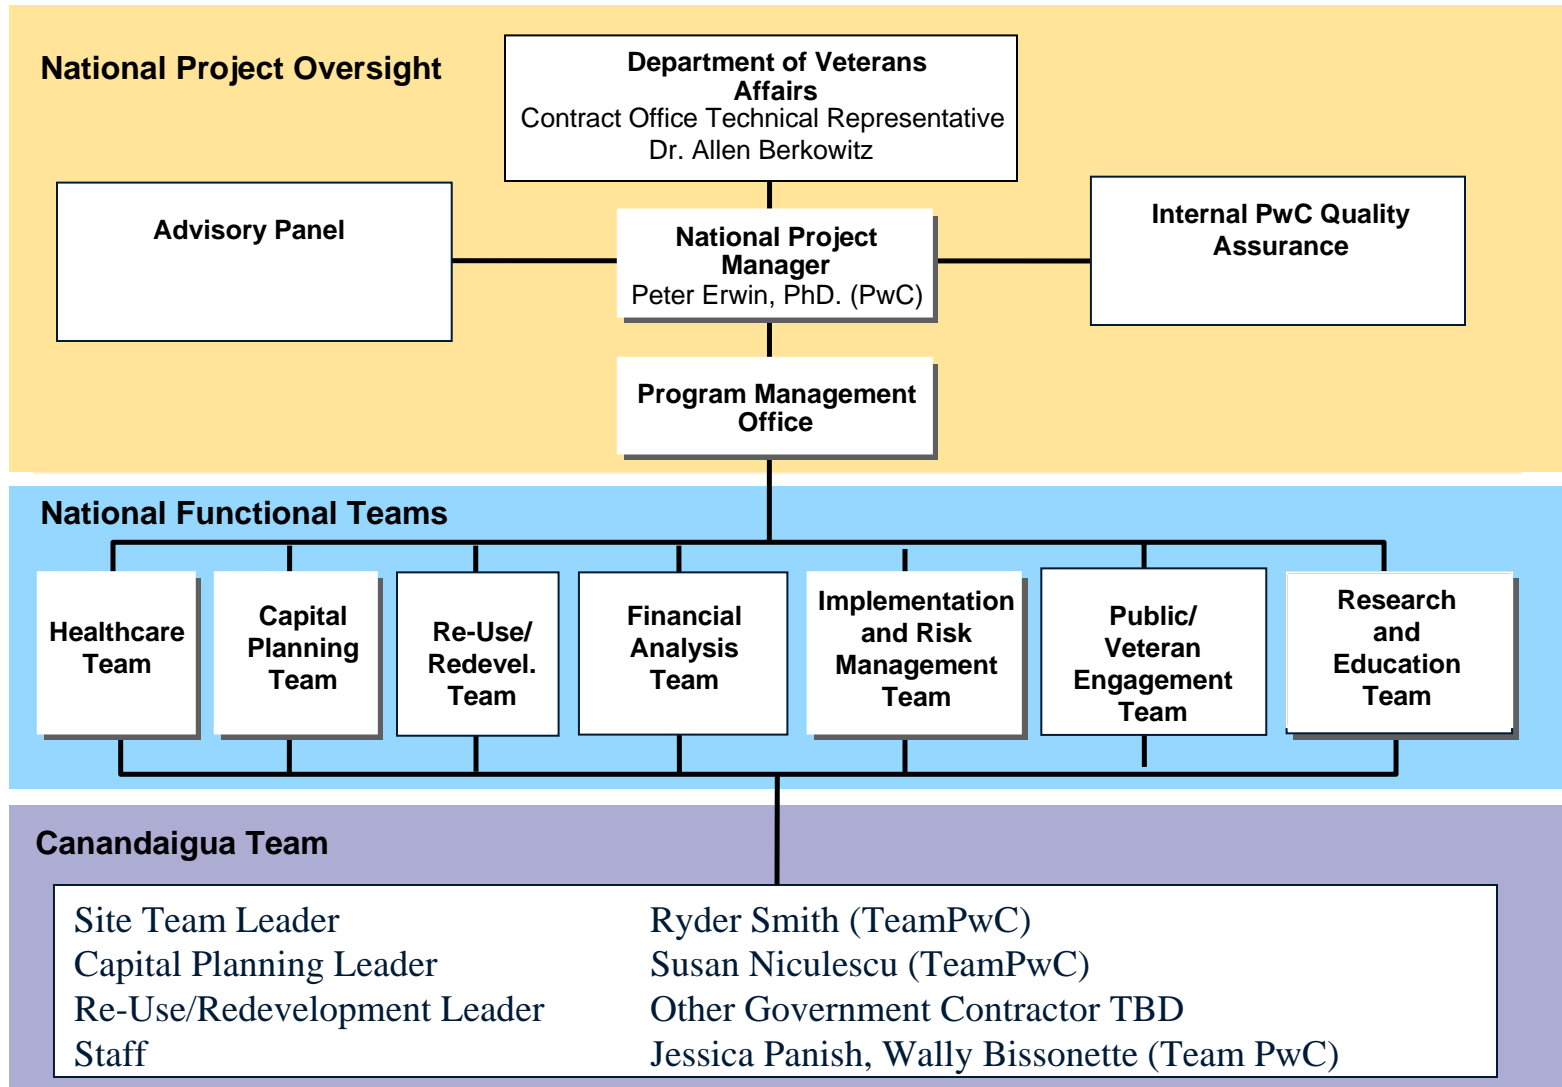 National Project Oversight
Department of Veterans
Affairs
Contract Office Technical Representative
Dr. Allen Berkowitz
Advisory Panel
National Project
Manager
Peter Erwin, PhD. (PwC)
Internal PwC Quality
Assurance
Program Management
Office
National Functional Teams
Healthcare
Team
Capital
Planning
Team
Re-Use/
Redevel.
Team
Financial
Analysis
Team
Implementation
and Risk
Management
Team
Public/
Veteran
Engagement
Team
Research
and
Education
Team
Canandaigua Team
Site Team Leader Ryder Smith (TeamPwC)
Capital Planning Leader Susan Niculescu (TeamPwC)
Re-Use/Redevelopment Leader Other Government Contractor TBD
Staff Jessica Panish, Wally Bissonette (Team PwC)